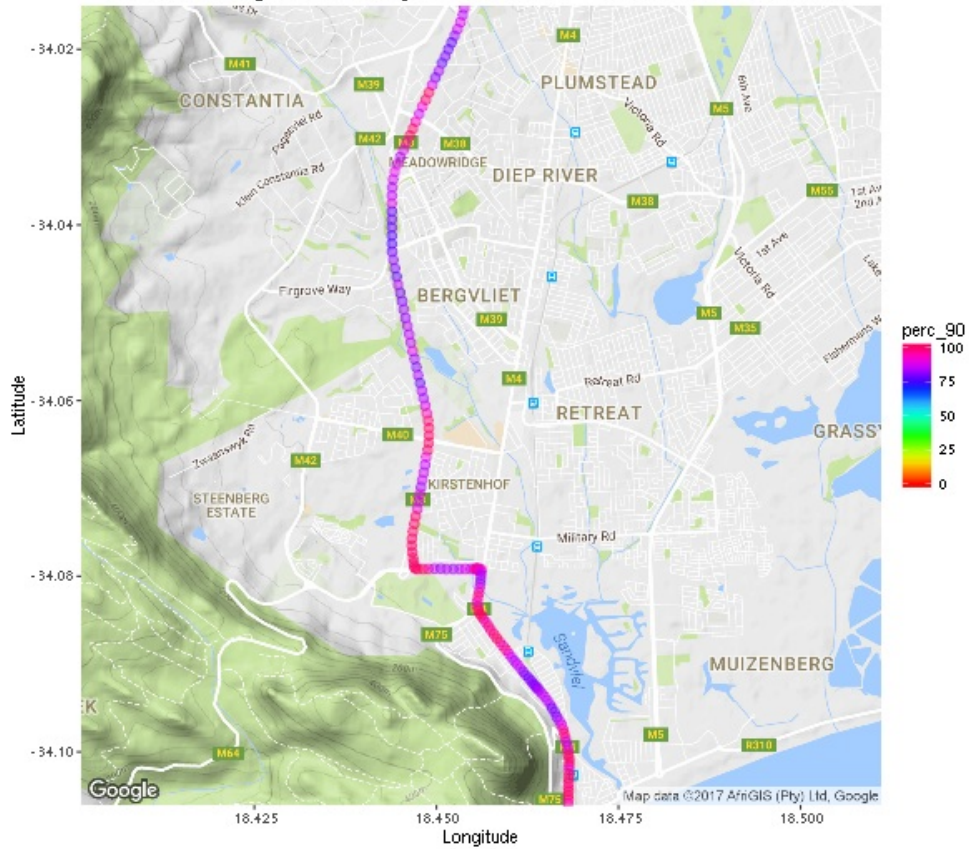 -34.02
-34.04
-34.06
-34.08
-34.10
Latitude
18.425
18.450
18.475
18.500
Longitude
M41
CONSTANTIA
M39
M42
M3
M38
MEADOWRIDGE
Klein Constantia Rd
Firgrove Way
BERGVLIET
M39
M4
PLUMSTEAD
Victoria Rd
6th Ave
M5
DIEP RIVER
M38
M55
1st Ave
Victoria Rd
M5
M35
M4
Retreat Rd
RETREAT
M40
M42
Zwaanswyk Rd
STEENBERG
ESTATE
KIRSTENHOF
M3
Military Rd
M75
Sandvlei
MUIZENBERG
M5
R310
M64
M75
Google
Map data ©2017 AfriGIS (Pty) Ltd, Google
perc_90
100
75
50
25
0